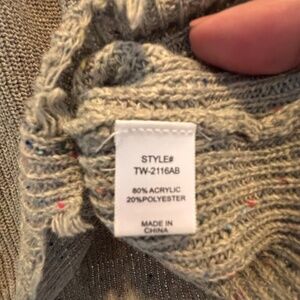 STYLE#
TW-2116AB
80% ACRYLIC
20%POLYESTER
MADE IN
CHINA